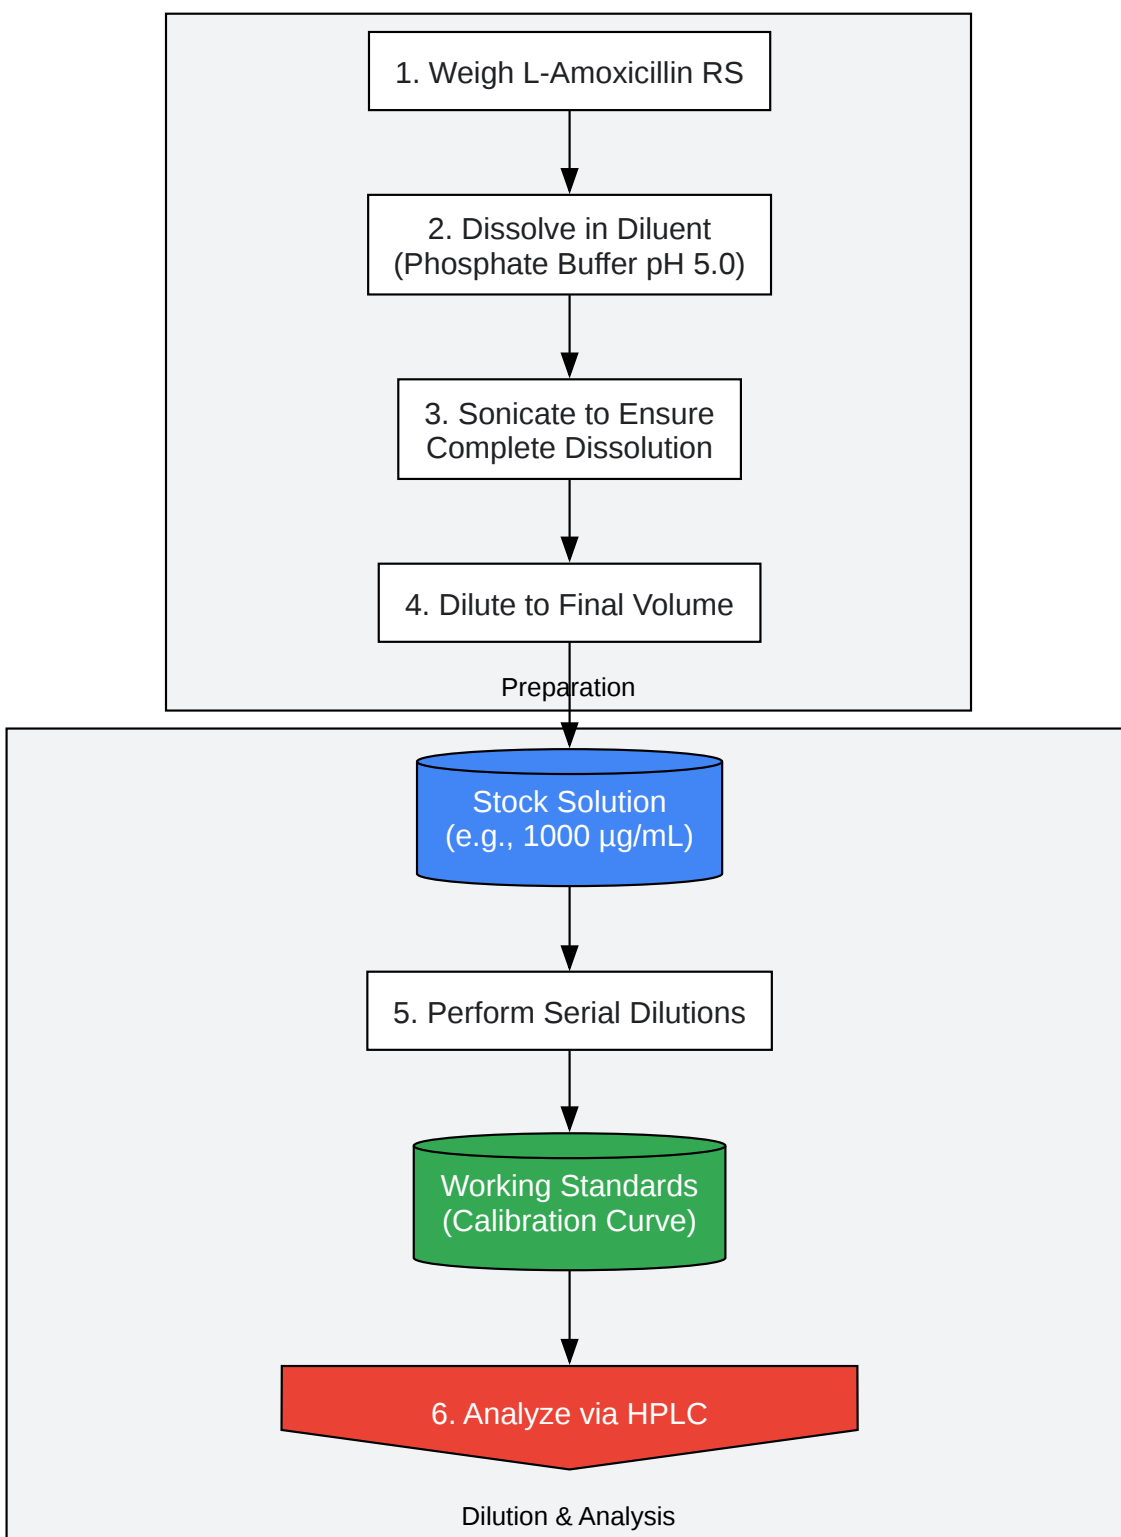 1. Weigh L-Amoxicillin RS
2. Dissolve in Diluent
(Phosphate Buffer pH 5.0)
3. Sonicate to Ensure
Complete Dissolution
4. Dilute to Final Volume
Preparation
Stock Solution
(e.g., 1000 µg/mL)
5. Perform Serial Dilutions
Working Standards
(Calibration Curve)
6. Analyze via HPLC
Dilution & Analysis